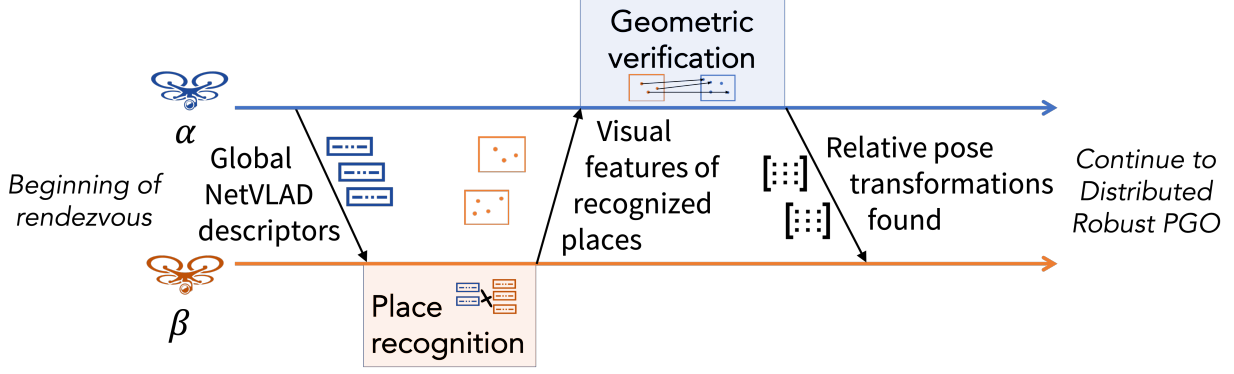 Geometric
verification
α
Beginning of
rendezvous
Global
NetVLAD
descriptors
Visual
features of
recognized
places
Relative pose
transformations
found
Continue to
Distributed
Robust PGO
β
Place
recognition